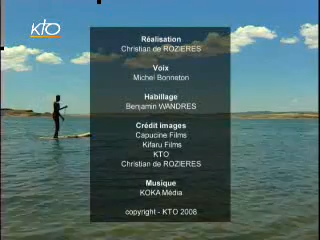 KTO
Réalisation
Christian de ROZIERES
Voix
Michel Bonneton
Habillage
Benjamin WANDRES
Crédit images
Capucine Films
Kifaru Films
KTO
Christian de ROZIERES
Musique
KOKA Média
copyright - KTO 2008